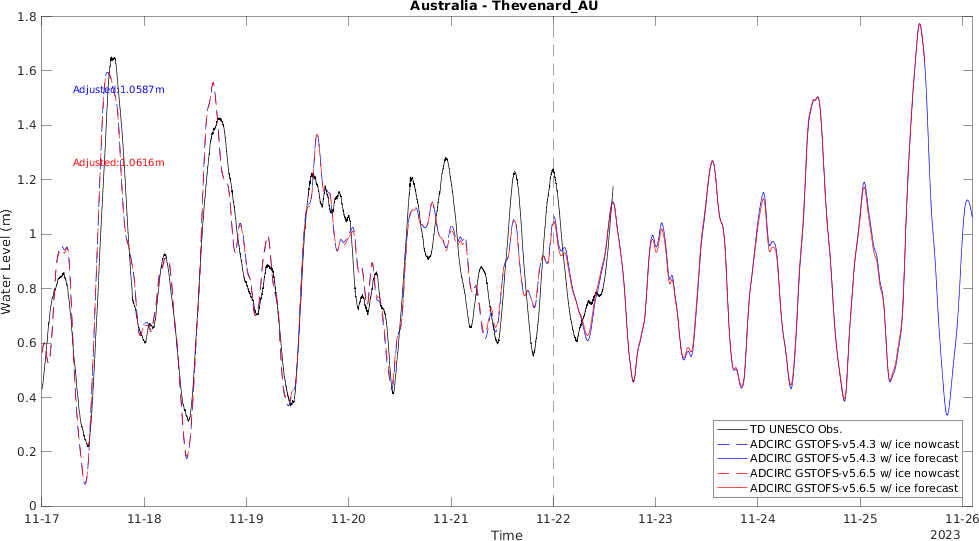 Australia - Thevenard_AU
1.8
1.6
1.4
1.2
1
0.8
0.6
0.4
0.2
0
Water Level (m)
Adjusted:1.0587m
Adjusted:1.0616m
TD UNESCO Obs.
ADCIRC GSTOFS-v5.4.3 w/ ice nowcast
ADCIRC GSTOFS-v5.4.3 w/ ice forecast
ADCIRC GSTOFS-v5.6.5 w/ ice nowcast
ADCIRC GSTOFS-v5.6.5 w/ ice forecast
11-17 11-18 11-19 11-20 11-21 11-22 11-23 11-24 11-25 11-26
Time
2023